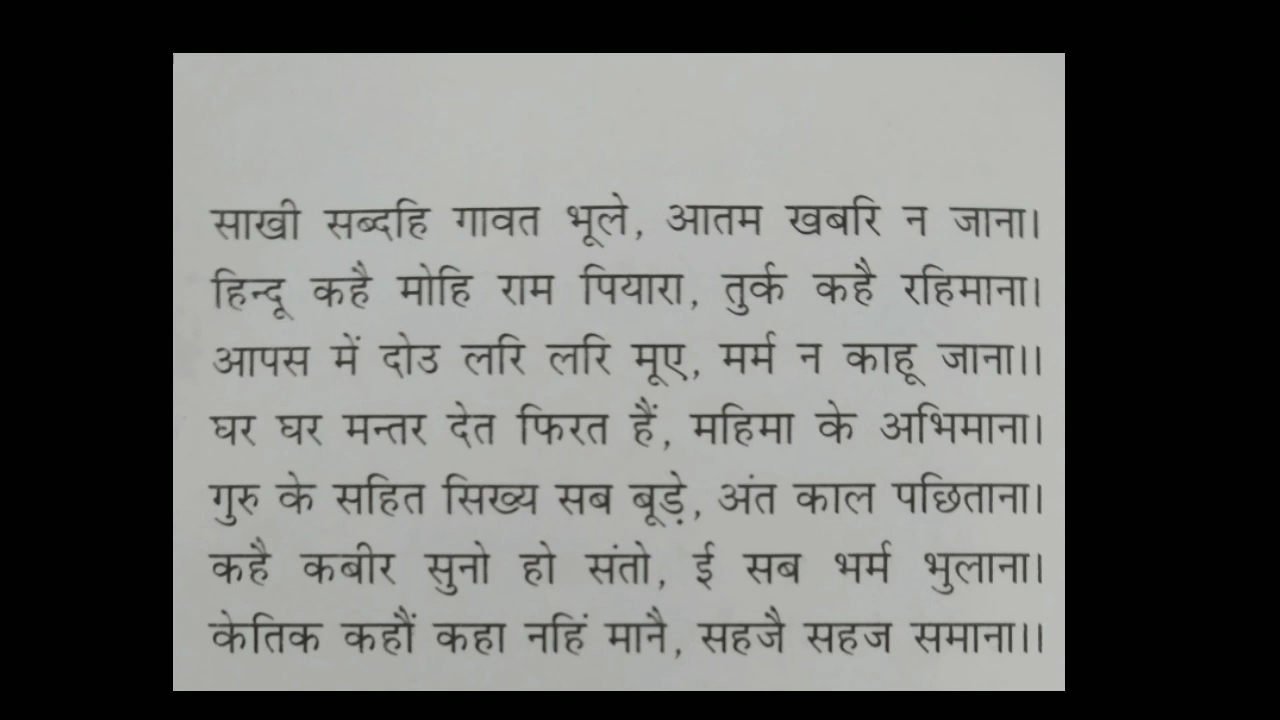 साखी सब्दहि गावत भूले, आतम खबरि न जाना।
हिन्दू कहै मोहि राम पियारा, तुर्क कहै रहिमाना।
आपस में दोउ लरि लरि मूए, मर्म न काहू जाना।।
घर घर मन्तर देत फिरत हैं, महिमा के अभिमाना।
गुरु के सहित सिख्य सब बूड़े, अंत काल पछिताना।
कहै कबीर सुनो हो संतो, ई सब भर्म भुलाना।
केतिक कहौं कहा नहिं मानै, सहजै सहज समाना।।